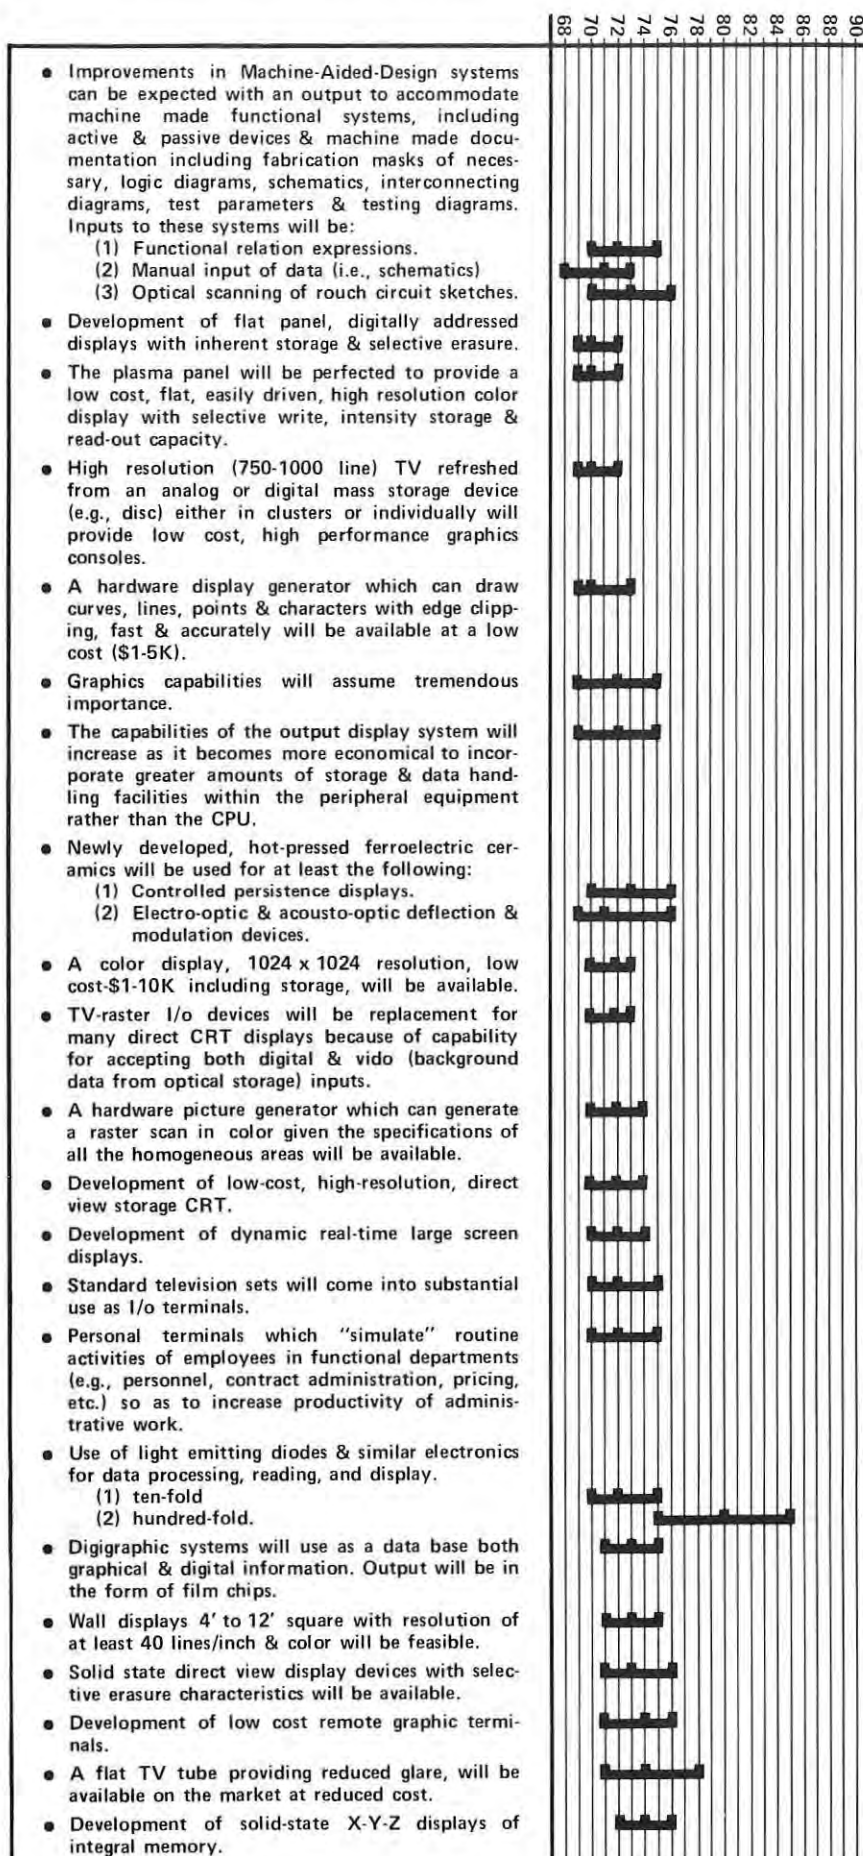 68 70 72 74 76 78 80 82 84 86 88 90
• Improvements in Machine-Aided-Design systems
can be expected with an output to accommodate
machine made functional systems, including
active & passive devices & machine made docu-
mentation including fabrication masks of neces-
sary, logic diagrams, schematics, interconnecting
diagrams, test parameters & testing diagrams.
Inputs to these systems will be:
(1) Functional relation expressions.
(2) Manual input of data (i.e., schematics)
(3) Optical scanning of rouch circuit sketches.
• Development of flat panel, digitally addressed
displays with inherent storage & selective erasure.
• The plasma panel will be perfected to provide a
low cost, flat, easily driven, high resolution color
display with selective write, intensity storage &
read-out capacity.
• High resolution (750-1000 line) TV refreshed
from an analog or digital mass storage device
(e.g., disc) either in clusters or individually will
provide low cost, high performance graphics
consoles.
• A hardware display generator which can draw
curves, lines, points & characters with edge clipp-
ing, fast & accurately will be available at a low
cost ($1-5K).
• Graphics capabilities will assume tremendous
importance.
• The capabilities of the output display system will
increase as it becomes more economical to incor-
porate greater amounts of storage & data hand-
ling facilities within the peripheral equipment
rather than the CPU.
• Newly developed, hot-pressed ferroelectric cer-
amics will be used for at least the following:
(1) Controlled persistence displays.
(2) Electro-optic & acousto-optic deflection &
modulation devices.
• A color display, 1024 x 1024 resolution, low
cost-$1-10K including storage, will be available.
• TV-raster I/o devices will be replacement for
many direct CRT displays because of capability
for accepting both digital & vido (background
data from optical storage) inputs.
• A hardware picture generator which can generate
a raster scan in color given the specifications of
all the homogeneous areas will be available.
• Development of low-cost, high-resolution, direct
view storage CRT.
• Development of dynamic real-time large screen
displays.
• Standard television sets will come into substantial
use as I/o terminals.
• Personal terminals which "simulate" routine
activities of employees in functional departments
(e.g., personnel, contract administration, pricing,
etc.) so as to increase productivity of adminis-
trative work.
• Use of light emitting diodes & similar electronics
for data processing, reading, and display.
(1) ten-fold
(2) hundred-fold.
• Digigraphic systems will use as a data base both
graphical & digital information. Output will be in
the form of film chips.
• Wall displays 4' to 12' square with resolution of
at least 40 lines/inch & color will be feasible.
• Solid state direct view display devices with selec-
tive erasure characteristics will be available.
• Development of low cost remote graphic termi-
nals.
• A flat TV tube providing reduced glare, will be
available on the market at reduced cost.
• Development of solid-state X-Y-Z displays of
integral memory.